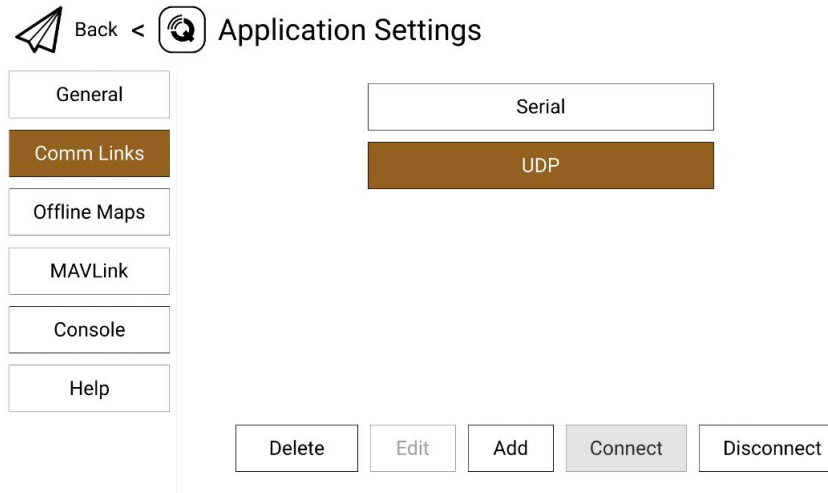 Back < Application Settings
General
Comm Links
Offline Maps
MAVLink
Console
Help
Serial
UDP
Delete Edit Add Connect Disconnect